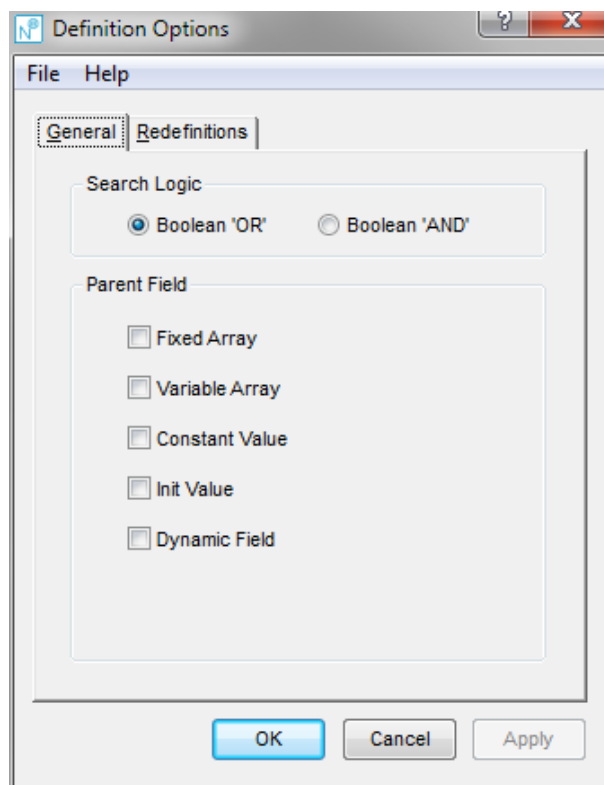 Definition Options
File Help
General Redefinitions
Search Logic
Boolean 'OR' Boolean 'AND'
Parent Field
Fixed Array
Variable Array
Constant Value
Init Value
Dynamic Field
OK Cancel Apply